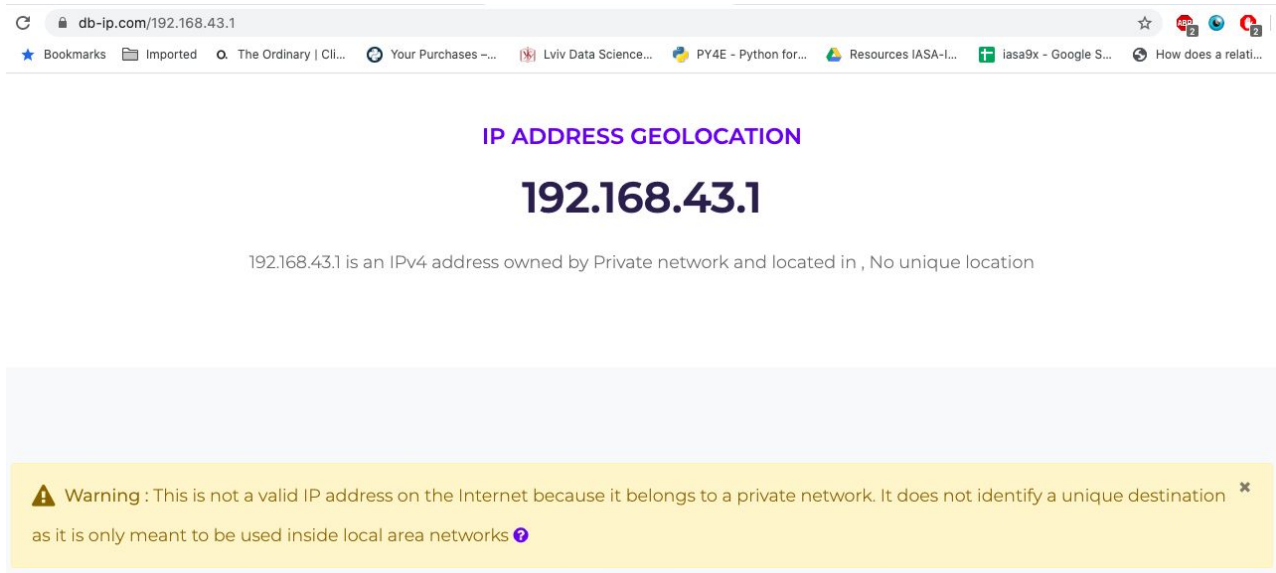 db-ip.com/192.168.43.1
ABP 2 2
Bookmarks Imported O. The Ordinary | Cli... Your Purchases –... Lviv Data Science... PY4E - Python for... Resources IASA-I... iasa9x - Google S... How does a relati...
IP ADDRESS GEOLOCATION
192.168.43.1
192.168.43.1 is an IPv4 address owned by Private network and located in , No unique location
Warning : This is not a valid IP address on the Internet because it belongs to a private network. It does not identify a unique destination
as it is only meant to be used inside local area networks ?